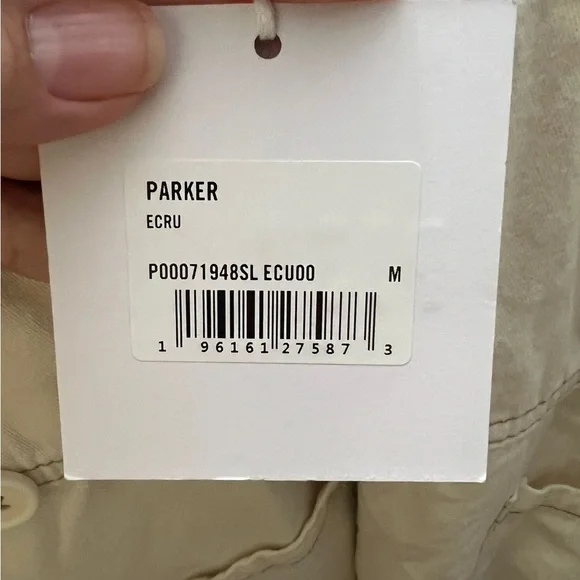 PARKER
ECRU
P00071948SL ECU00 M
1 96161 27587 3